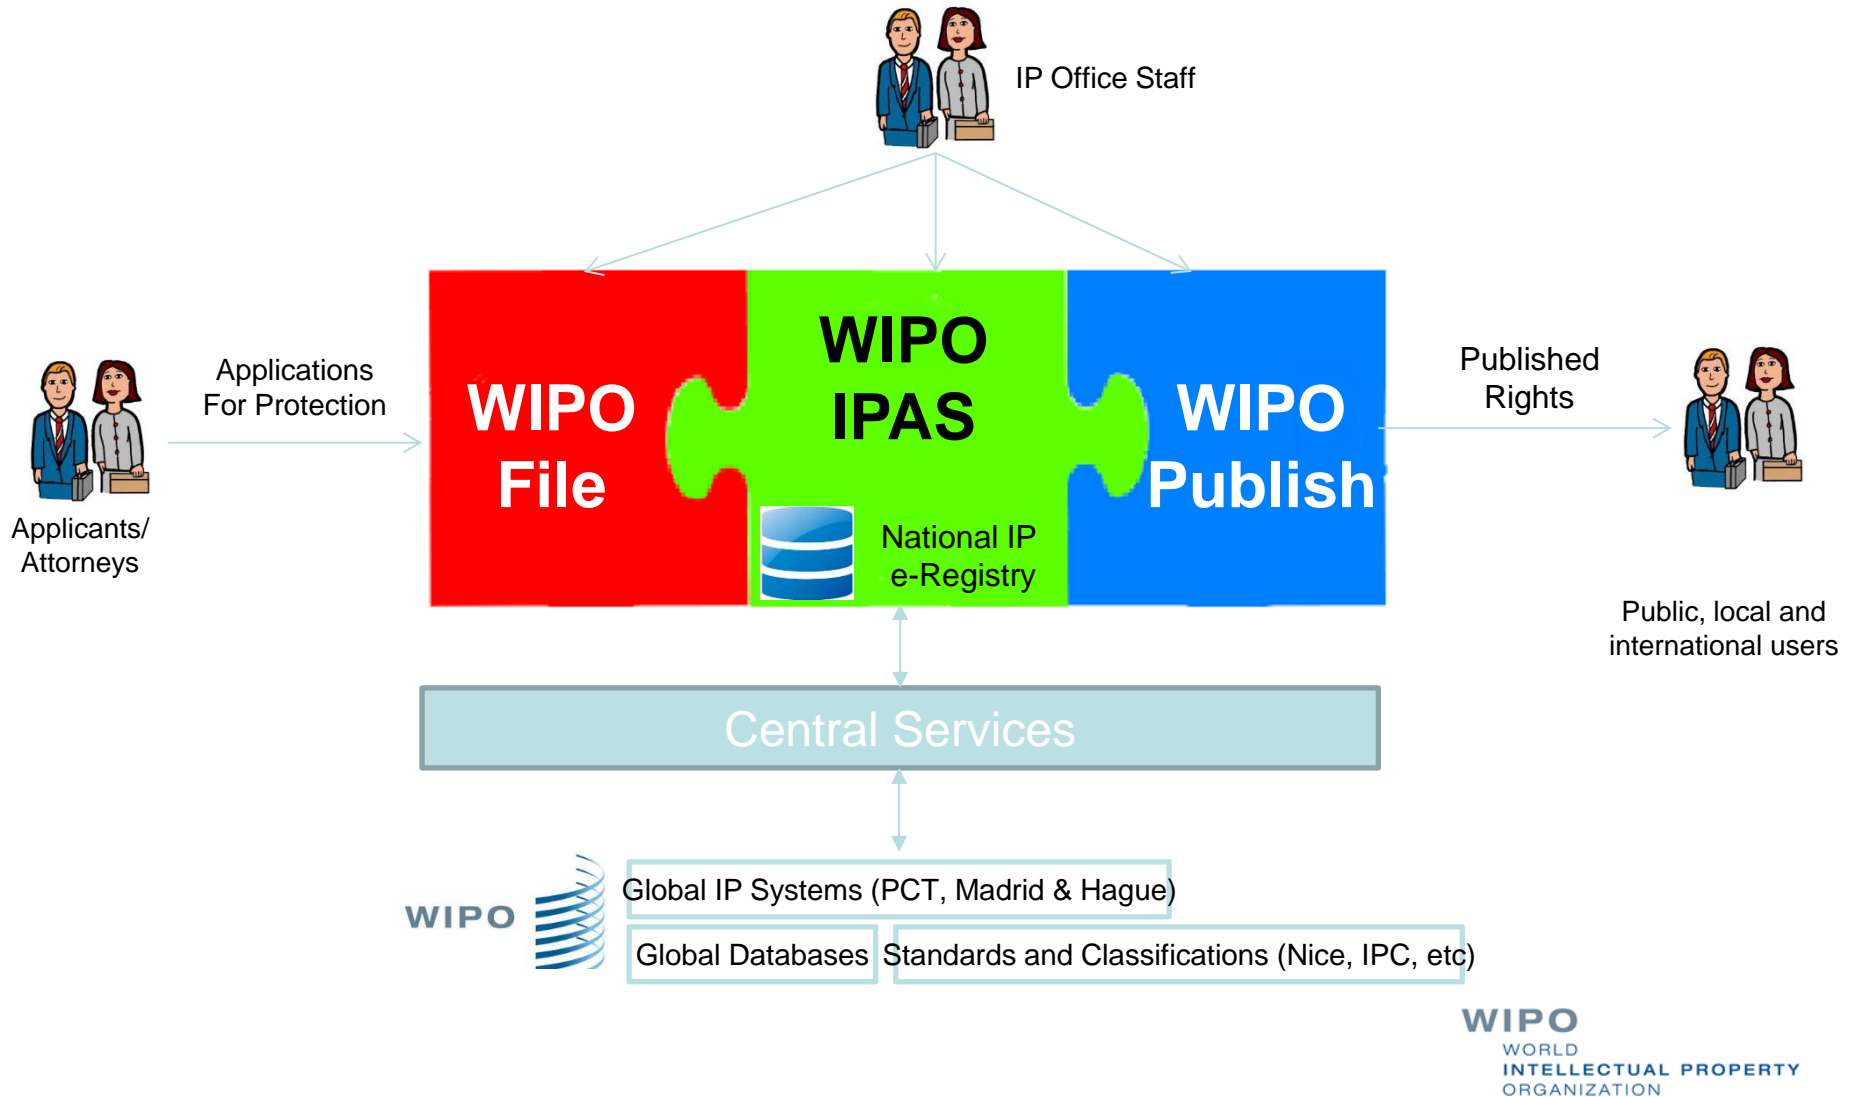 IP Office Staff
Applications
For Protection
Applicants/
Attorneys
WIPO
File
WIPO
IPAS
National IP
e-Registry
WIPO
Publish
Published
Rights
Public, local and
international users
Central Services
WIPO
Global IP Systems (PCT, Madrid & Hague)
Global Databases
Standards and Classifications (Nice, IPC, etc)
WIPO
WORLD
INTELLECTUAL PROPERTY
ORGANIZATION